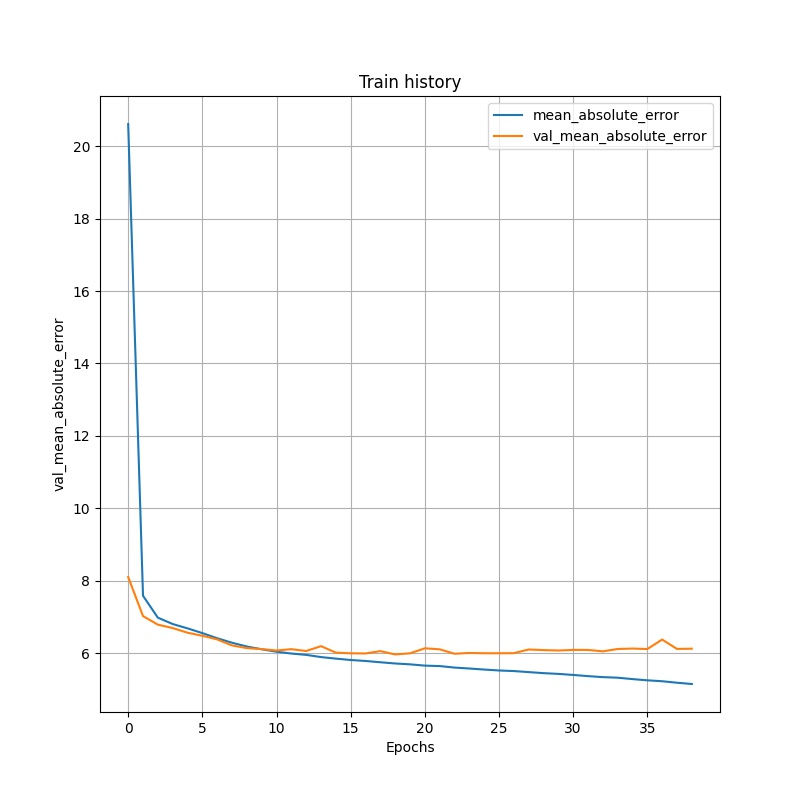 Train history
mean_absolute_error
val_mean_absolute_error
20
18
16
14
12
10
8
6
val_mean_absolute_error
0 5 10 15 20 25 30 35
Epochs